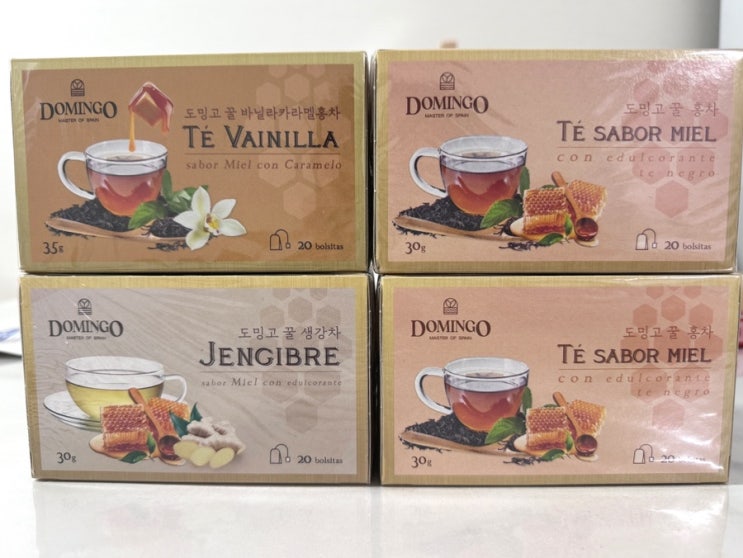 DOMINGO
MASTER OF SPAIN
도밍고 꿀 바닐라카라멜홍차
TÉ VAINILLA
sabor Miel con Caramelo
35g
20 bolsitas
DOMINGO
MASTER OF SPAIN
도밍고 꿀 홍차
TÉ SABOR MIEL
con edulcorante
te negro
30g
20 bolsitas
DOMINGO
MASTER OF SPAIN
도밍고 꿀 생강차
JENGIBRE
sabor Miel con edulcorante
30g
20 bolsitas
DOMINGO
MASTER OF SPAIN
도밍고 꿀 홍차
TÉ SABOR MIEL
con edulcorante
te negro
30g
20 bolsitas